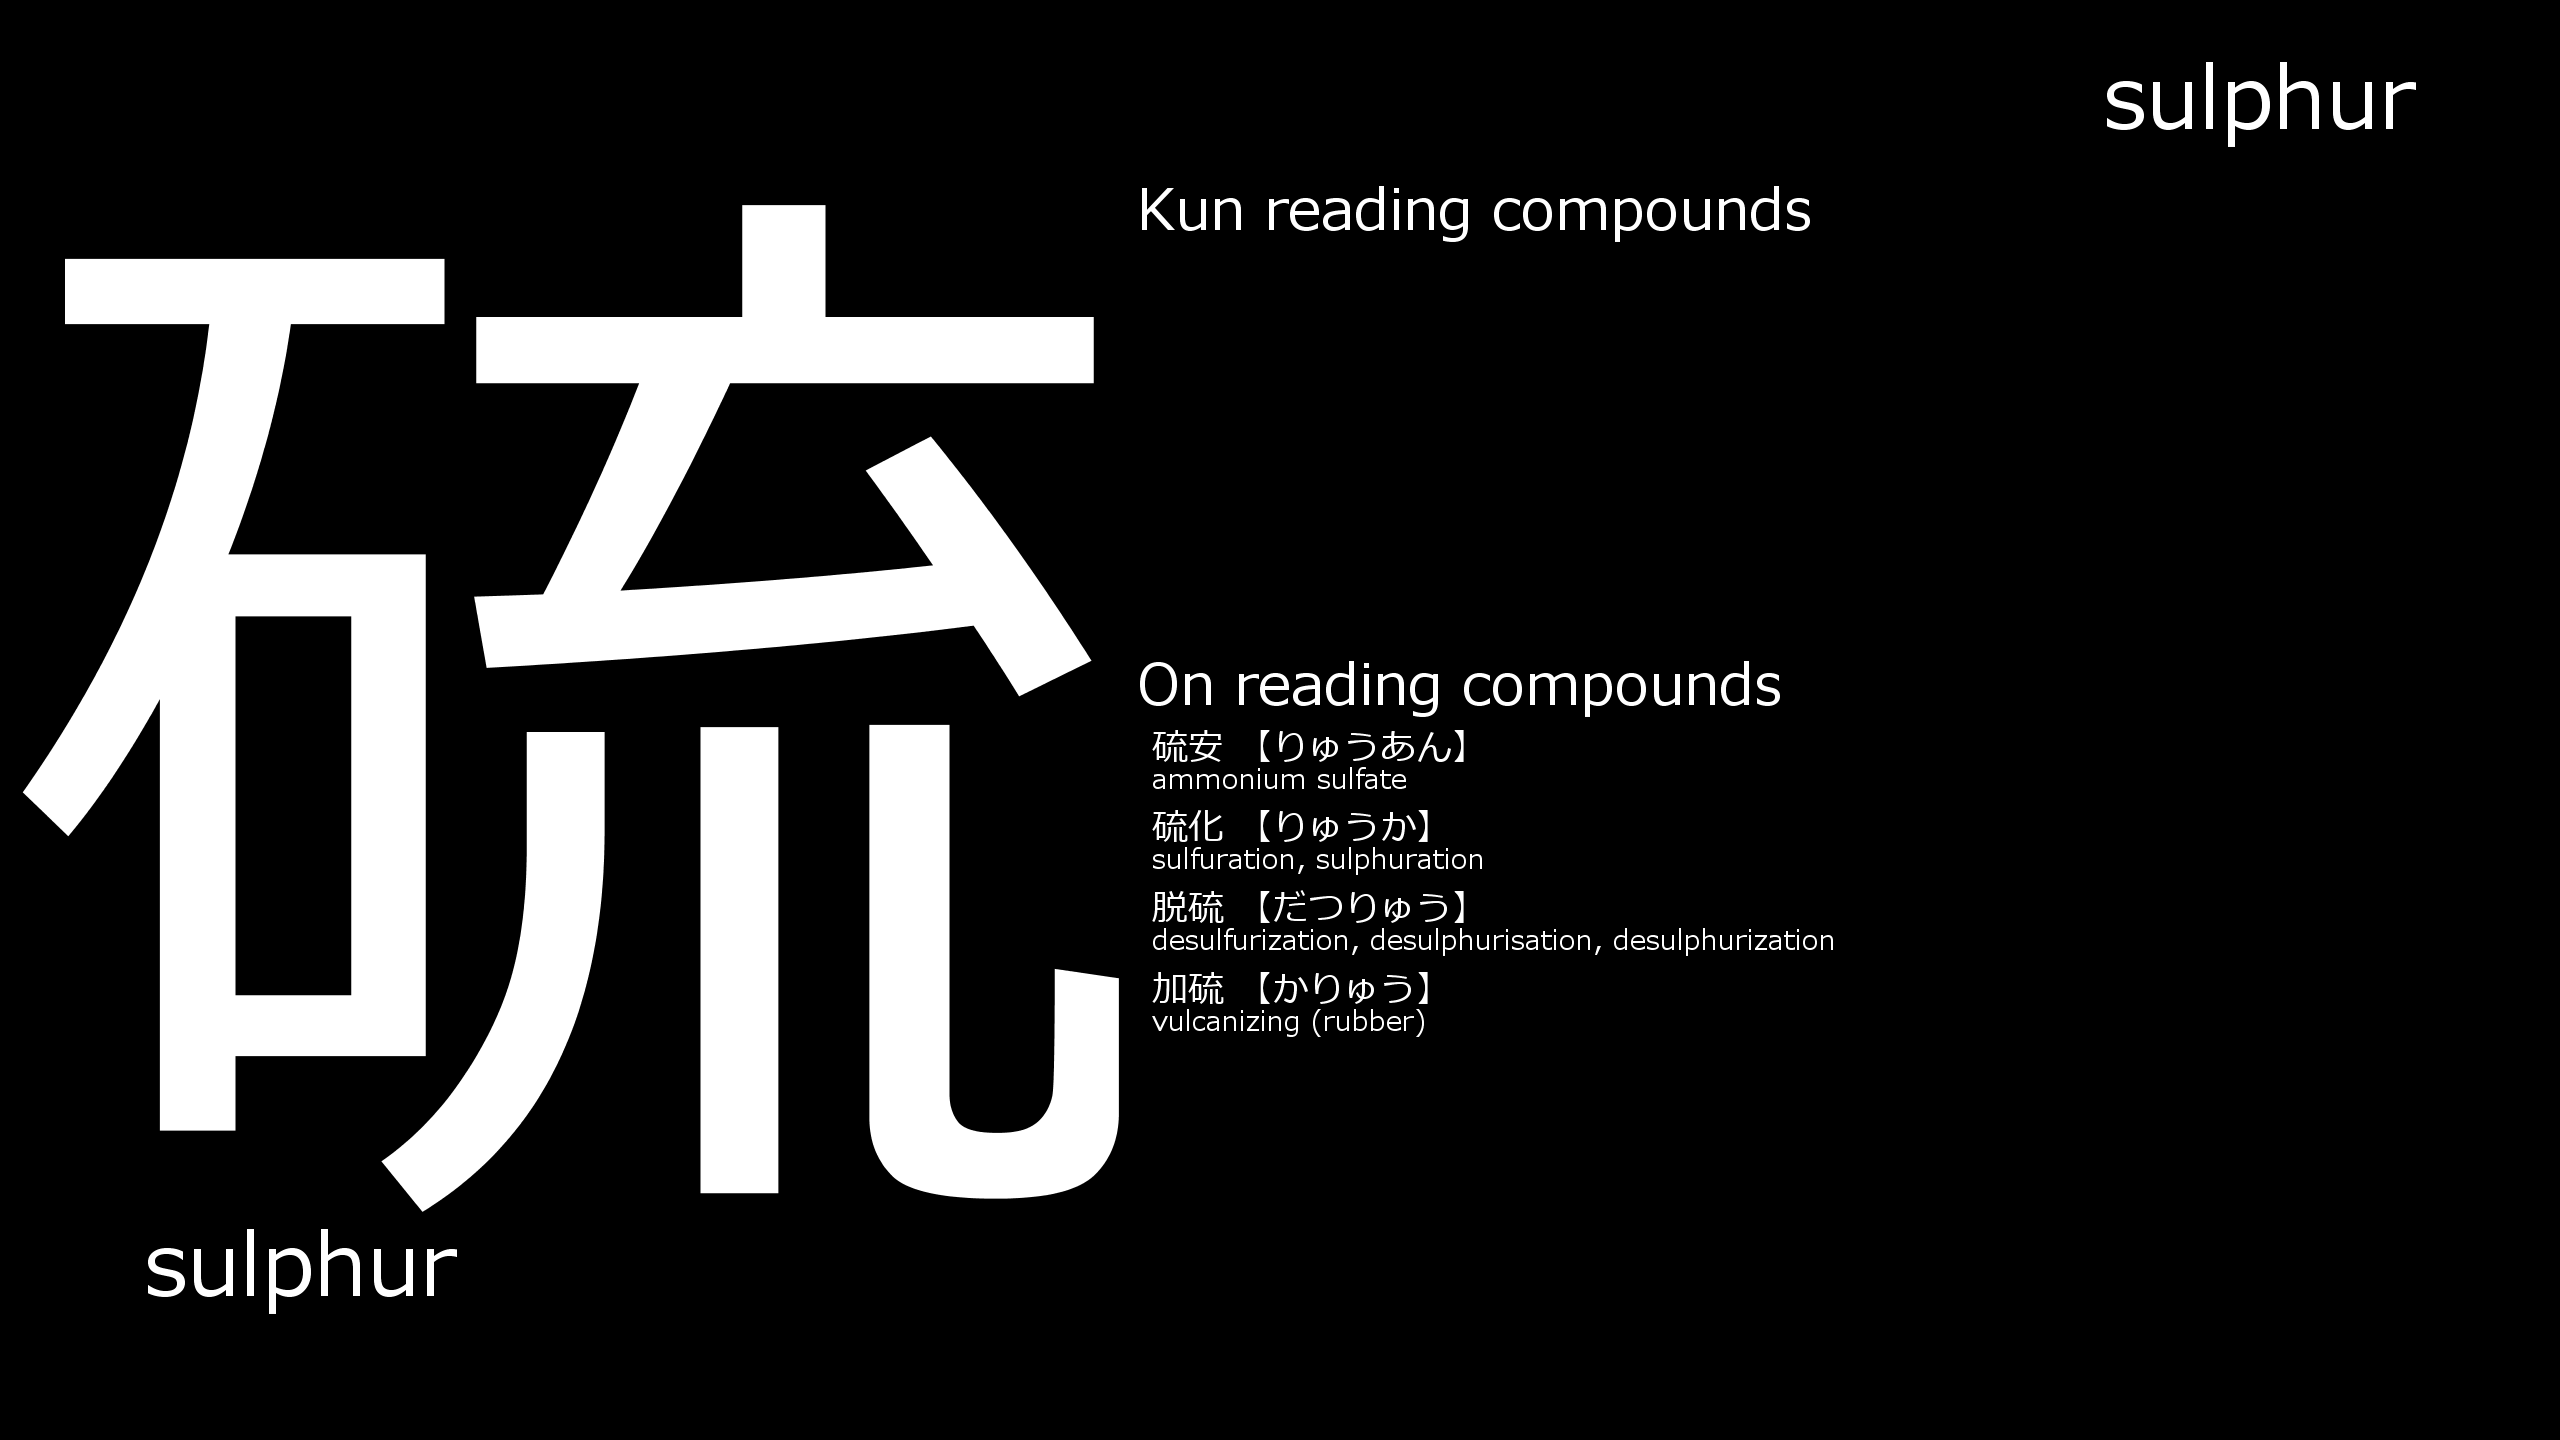 sulphur
硫
Kun reading compounds
On reading compounds
硫安 【りゅうあん】
ammonium sulfate
硫化 【りゅうか】
sulfuration, sulphuration
脱硫 【だつりゅう】
desulfurization, desulphurisation, desulphurization
加硫 【かりゅう】
vulcanizing (rubber)
sulphur